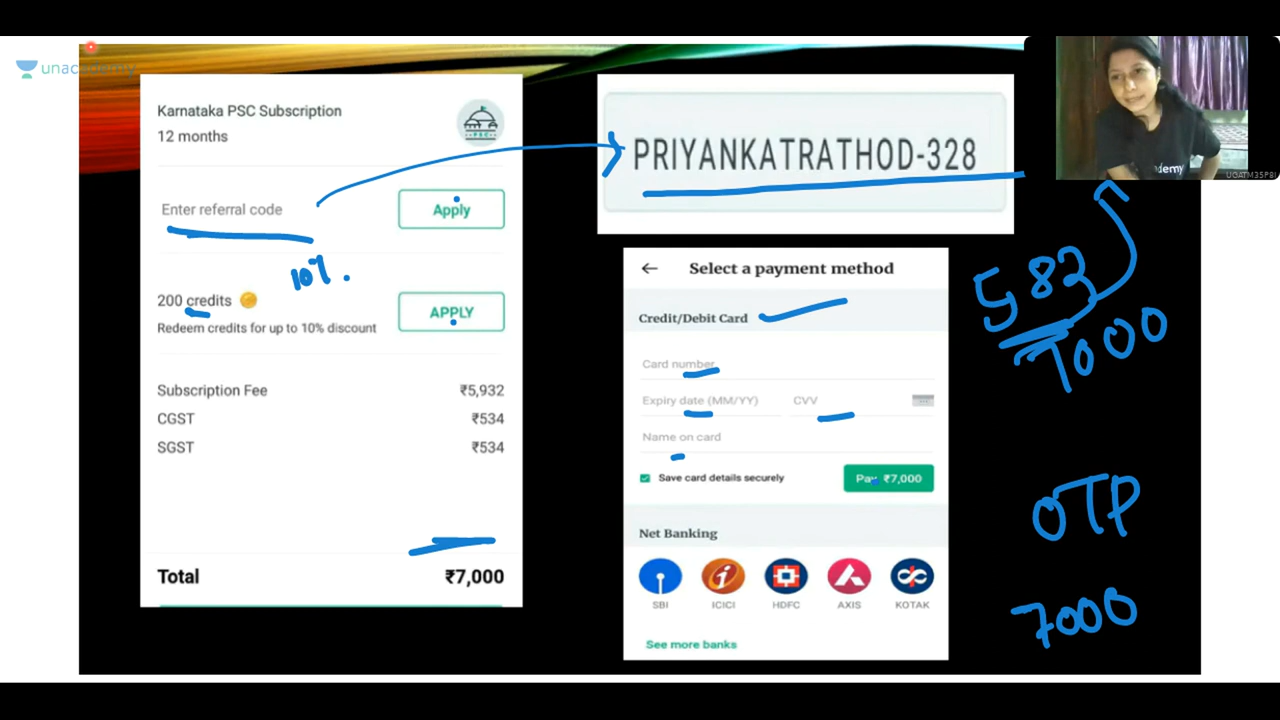 unacademy
Karnataka PSC Subscription
12 months
PSC
Enter referral code
Apply
10%.
200 credits
APPLY
Redeem credits for up to 10% discount
Subscription Fee ₹5,932
CGST ₹534
SGST ₹534
Total ₹7,000
PRIYANKATRATHOD-328
Select a payment method
Credit/Debit Card
Card number
Expiry date (MM/YY) CVV
Name on card
Save card details securely
Pay ₹7,000
Net Banking
SBI ICICI HDFC AXIS KOTAK
See more banks
ademy
UGATM35P8I
583
7000
OTP
7000